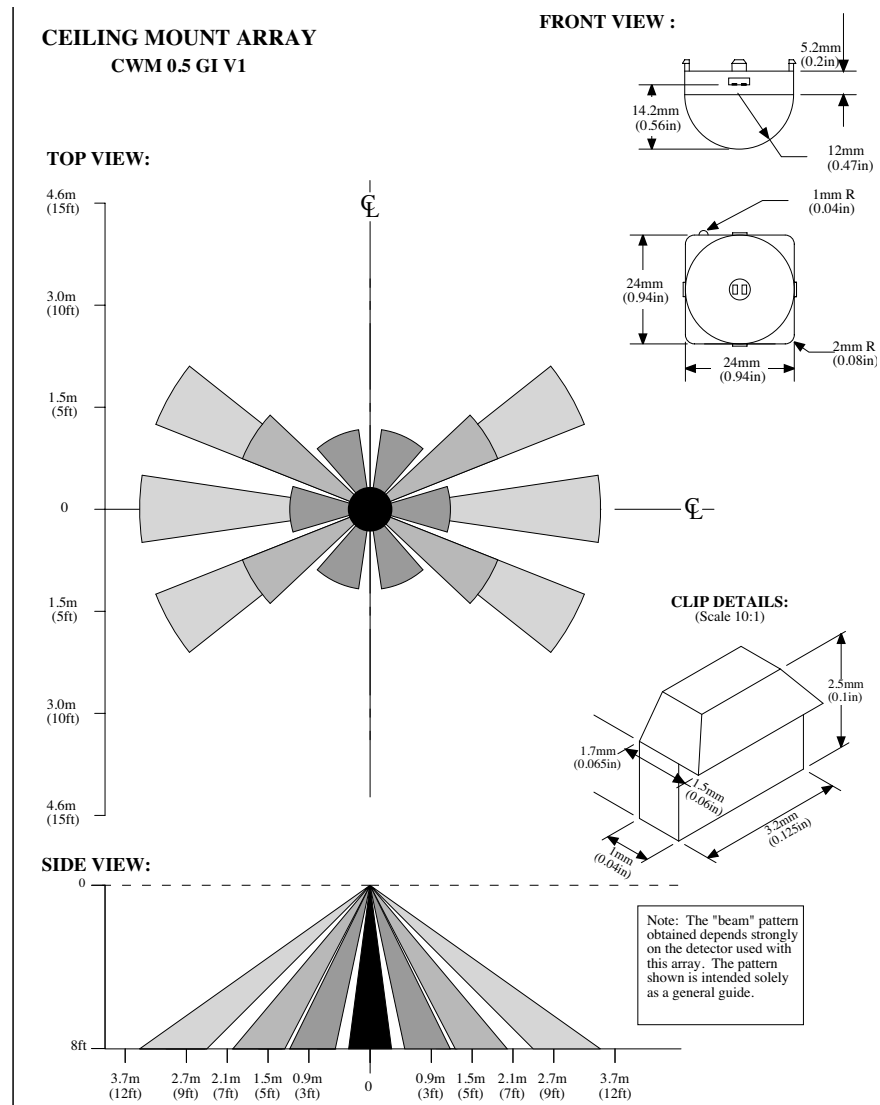 CEILING MOUNT ARRAY
CWM 0.5 GI V1
FRONT VIEW :
5.2mm
(0.2in)
14.2mm
(0.56in)
12mm
(0.47in)
TOP VIEW:
4.6m
(15ft)
3.0m
(10ft)
1.5m
(5ft)
0
1.5m
(5ft)
3.0m
(10ft)
4.6m
(15ft)
℄
℄
1mm R
(0.04in)
24mm
(0.94in)
24mm
(0.94in)
2mm R
(0.08in)
CLIP DETAILS:
(Scale 10:1)
2.5mm
(0.1in)
1.7mm
(0.065in)
1.5mm
(0.06in)
3.2mm
(0.125in)
1mm
(0.04in)
SIDE VIEW:
0
8ft
3.7m
(12ft)
2.7m
(9ft)
2.1m
(7ft)
1.5m
(5ft)
0.9m
(3ft)
0
0.9m
(3ft)
1.5m
(5ft)
2.1m
(7ft)
2.7m
(9ft)
3.7m
(12ft)
Note: The "beam" pattern
obtained depends strongly
on the detector used with
this array. The pattern
shown is intended solely
as a general guide.